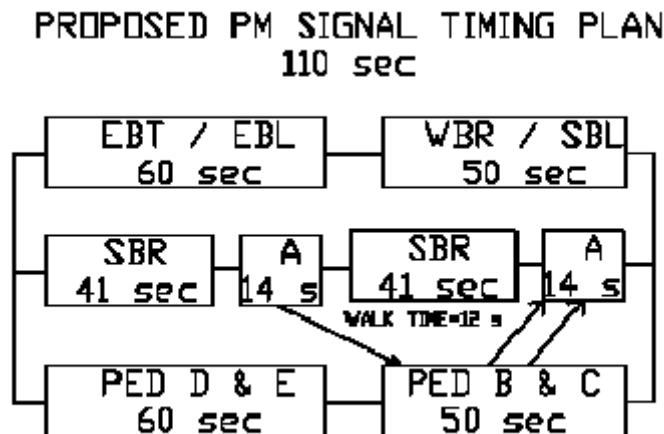 PROPOSED PM SIGNAL TIMING PLAN
110 sec
EBT / EBL
60 sec
WBR / SBL
50 sec
SBR
41 sec
A
14 s
SBR
41 sec
A
14 s
WALK TIME=12 s
PED D & E
60 sec
PED B & C
50 sec